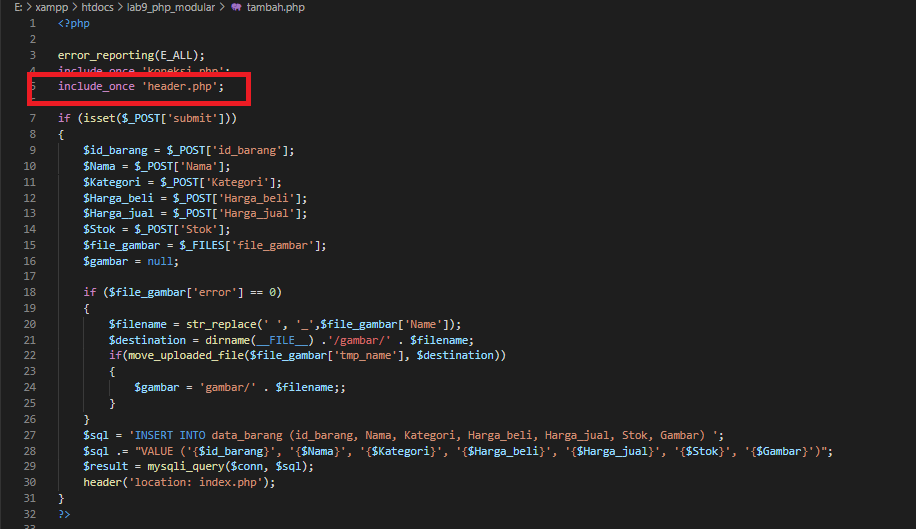 E: > xampp > htdocs > lab9_php_modular > tambah.php
1 <?php
2
3 error_reporting(E_ALL);
4 include_once 'koneksi.php';
5 include_once 'header.php';
7 if (isset($_POST['submit']))
8 {
9 $id_barang = $_POST['id_barang'];
10 $Nama = $_POST['Nama'];
11 $Kategori = $_POST['Kategori'];
12 $Harga_beli = $_POST['Harga_beli'];
13 $Harga_jual = $_POST['Harga_jual'];
14 $Stok = $_POST['Stok'];
15 $file_gambar = $_FILES['file_gambar'];
16 $gambar = null;
17
18 if ($file_gambar['error'] == 0)
19 {
20 $filename = str_replace(' ', '_',$file_gambar['Name']);
21 $destination = dirname(__FILE__) .'/gambar/' . $filename;
22 if(move_uploaded_file($file_gambar['tmp_name'], $destination))
23 {
24 $gambar = 'gambar/' . $filename;;
25 }
26 }
27 $sql = 'INSERT INTO data_barang (id_barang, Nama, Kategori, Harga_beli, Harga_jual, Stok, Gambar) ';
28 $sql .= "VALUE ('{$id_barang}', '{$Nama}', '{$Kategori}', '{$Harga_beli}', '{$Harga_jual}', '{$Stok}', '{$Gambar}')";
29 $result = mysqli_query($conn, $sql);
30 header('location: index.php');
31 }
32 ?>
33